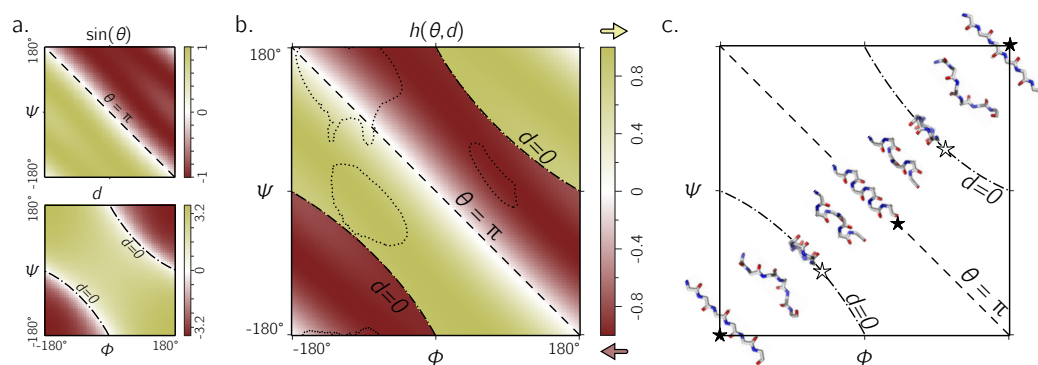 a.
sin(θ)
180°
ψ
-180°
θ = π
1
0
-1
d
180°
ψ
-180°
d=0
d=0
-180°
Φ
180°
3.2
0
-3.2
b.
h(θ,d)
180°
ψ
-180°
d=0
θ = π
d=0
-180°
Φ
180°
0.8
0.4
0
-0.4
-0.8
c.
ψ
d=0
θ = π
d=0
Φ